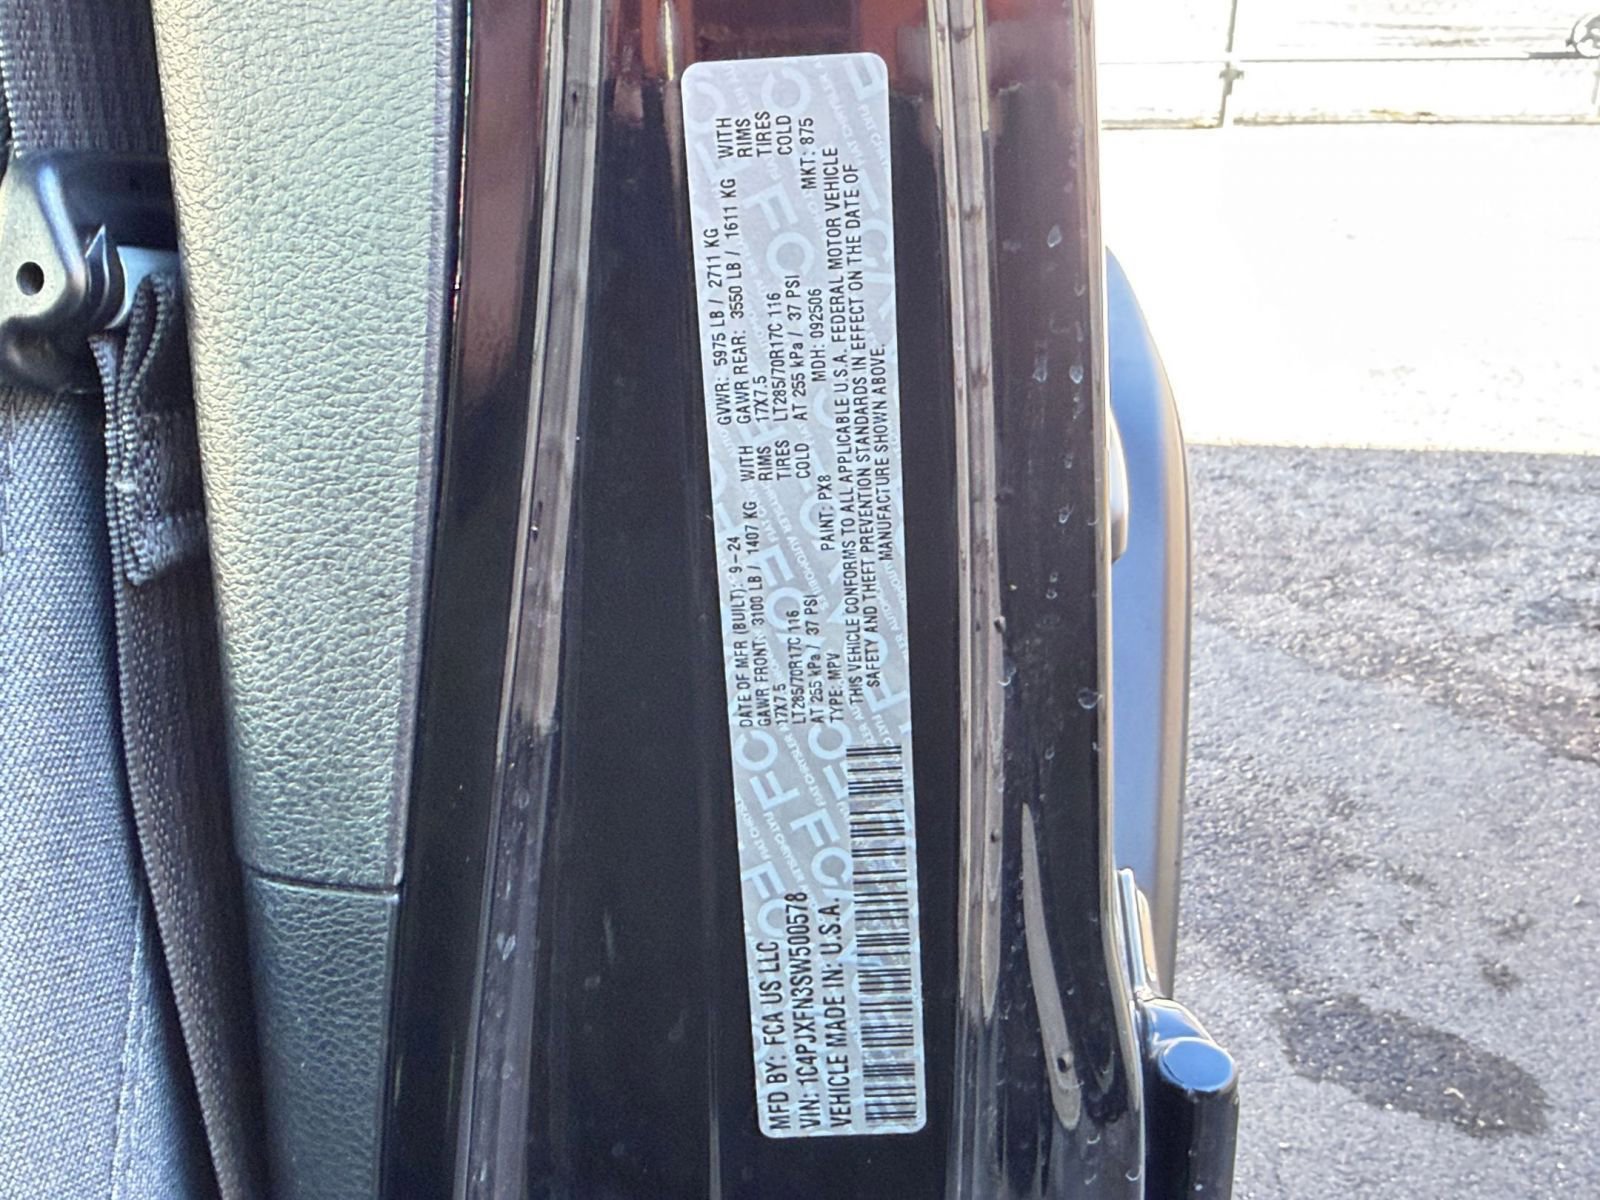 MFD BY: FCA US LLC
VIN: 1C4PJXFN3SW500578
VEHICLE MADE IN: U.S.A.
DATE OF MFR (BUILT): 9-24 GVWR: 5975 LB / 2711 KG
GAWR FRONT: 3100 LB / 1407 KG WITH GAWR REAR: 3550 LB / 1611 KG WITH
17X7.5 RIMS 17X7.5 RIMS
LT285/70R17C 116 TIRES LT285/70R17C 116 TIRES
AT 255 kPa / 37 PSI COLD AT 255 kPa / 37 PSI COLD
TYPE: MPV PAINT: PX8 MDH: 092506 MKT: 875
THIS VEHICLE CONFORMS TO ALL APPLICABLE U.S.A. FEDERAL MOTOR VEHICLE
SAFETY AND THEFT PREVENTION STANDARDS IN EFFECT ON THE DATE OF
MANUFACTURE SHOWN ABOVE.